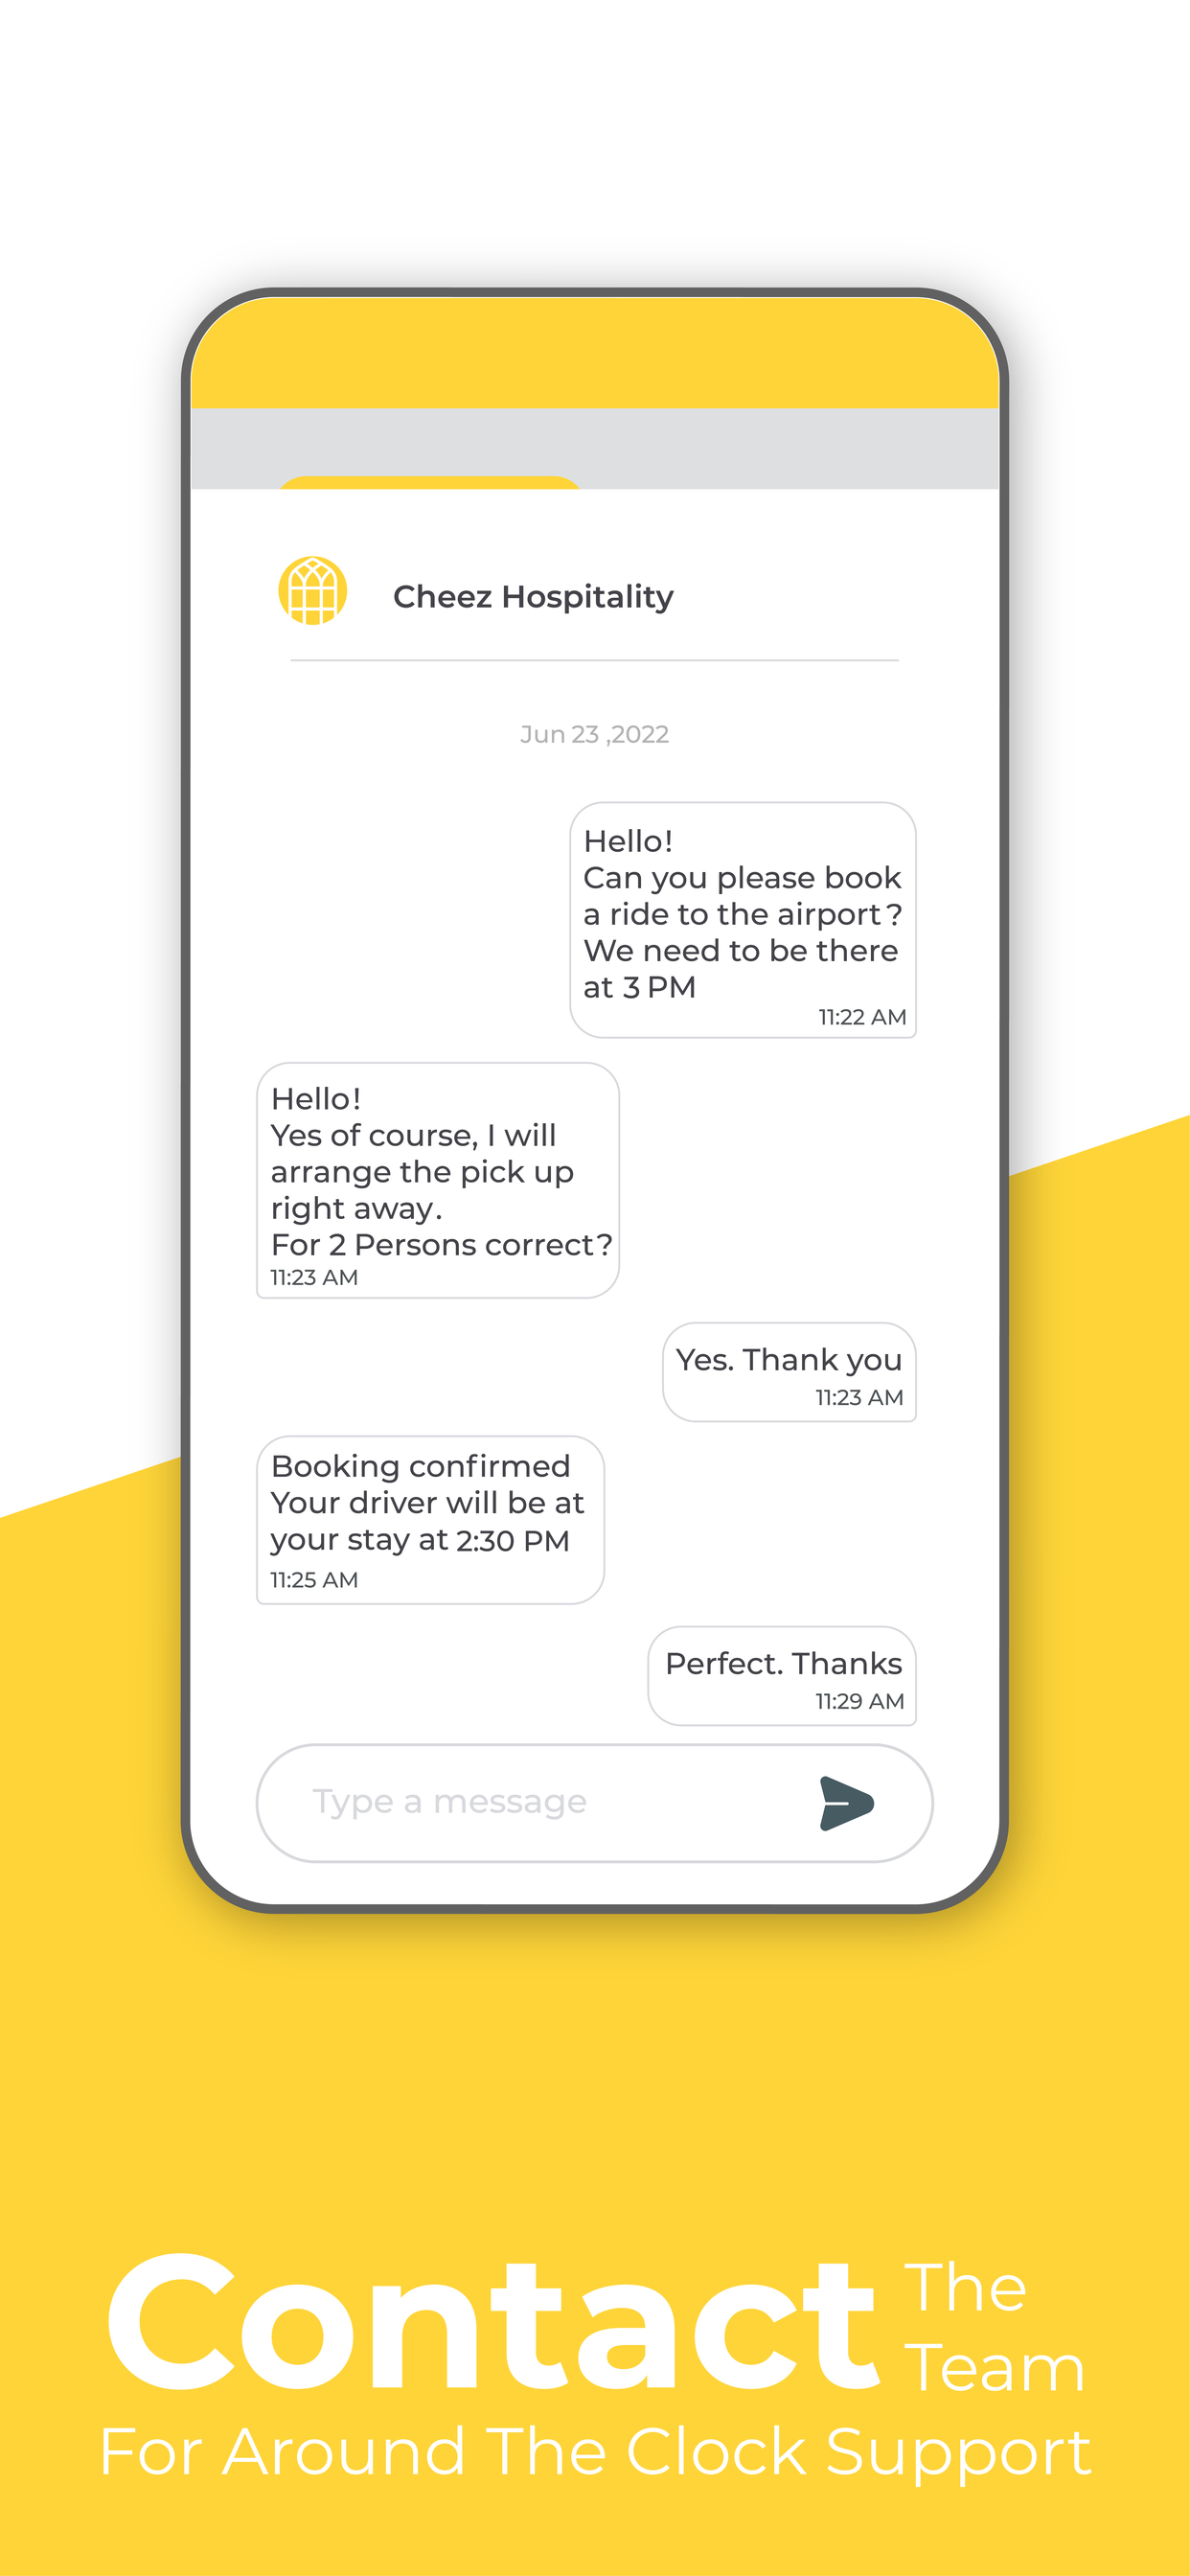 Cheez Hospitality
Jun 23 ,2022
Hello!
Can you please book
a ride to the airport?
We need to be there
at 3 PM
11:22 AM
Hello!
Yes of course, I will
arrange the pick up
right away.
For 2 Persons correct?
11:23 AM
Yes. Thank you
11:23 AM
Booking confirmed
Your driver will be at
your stay at 2:30 PM
11:25 AM
Perfect. Thanks
11:29 AM
Type a message
Contact The
Team
For Around The Clock Support